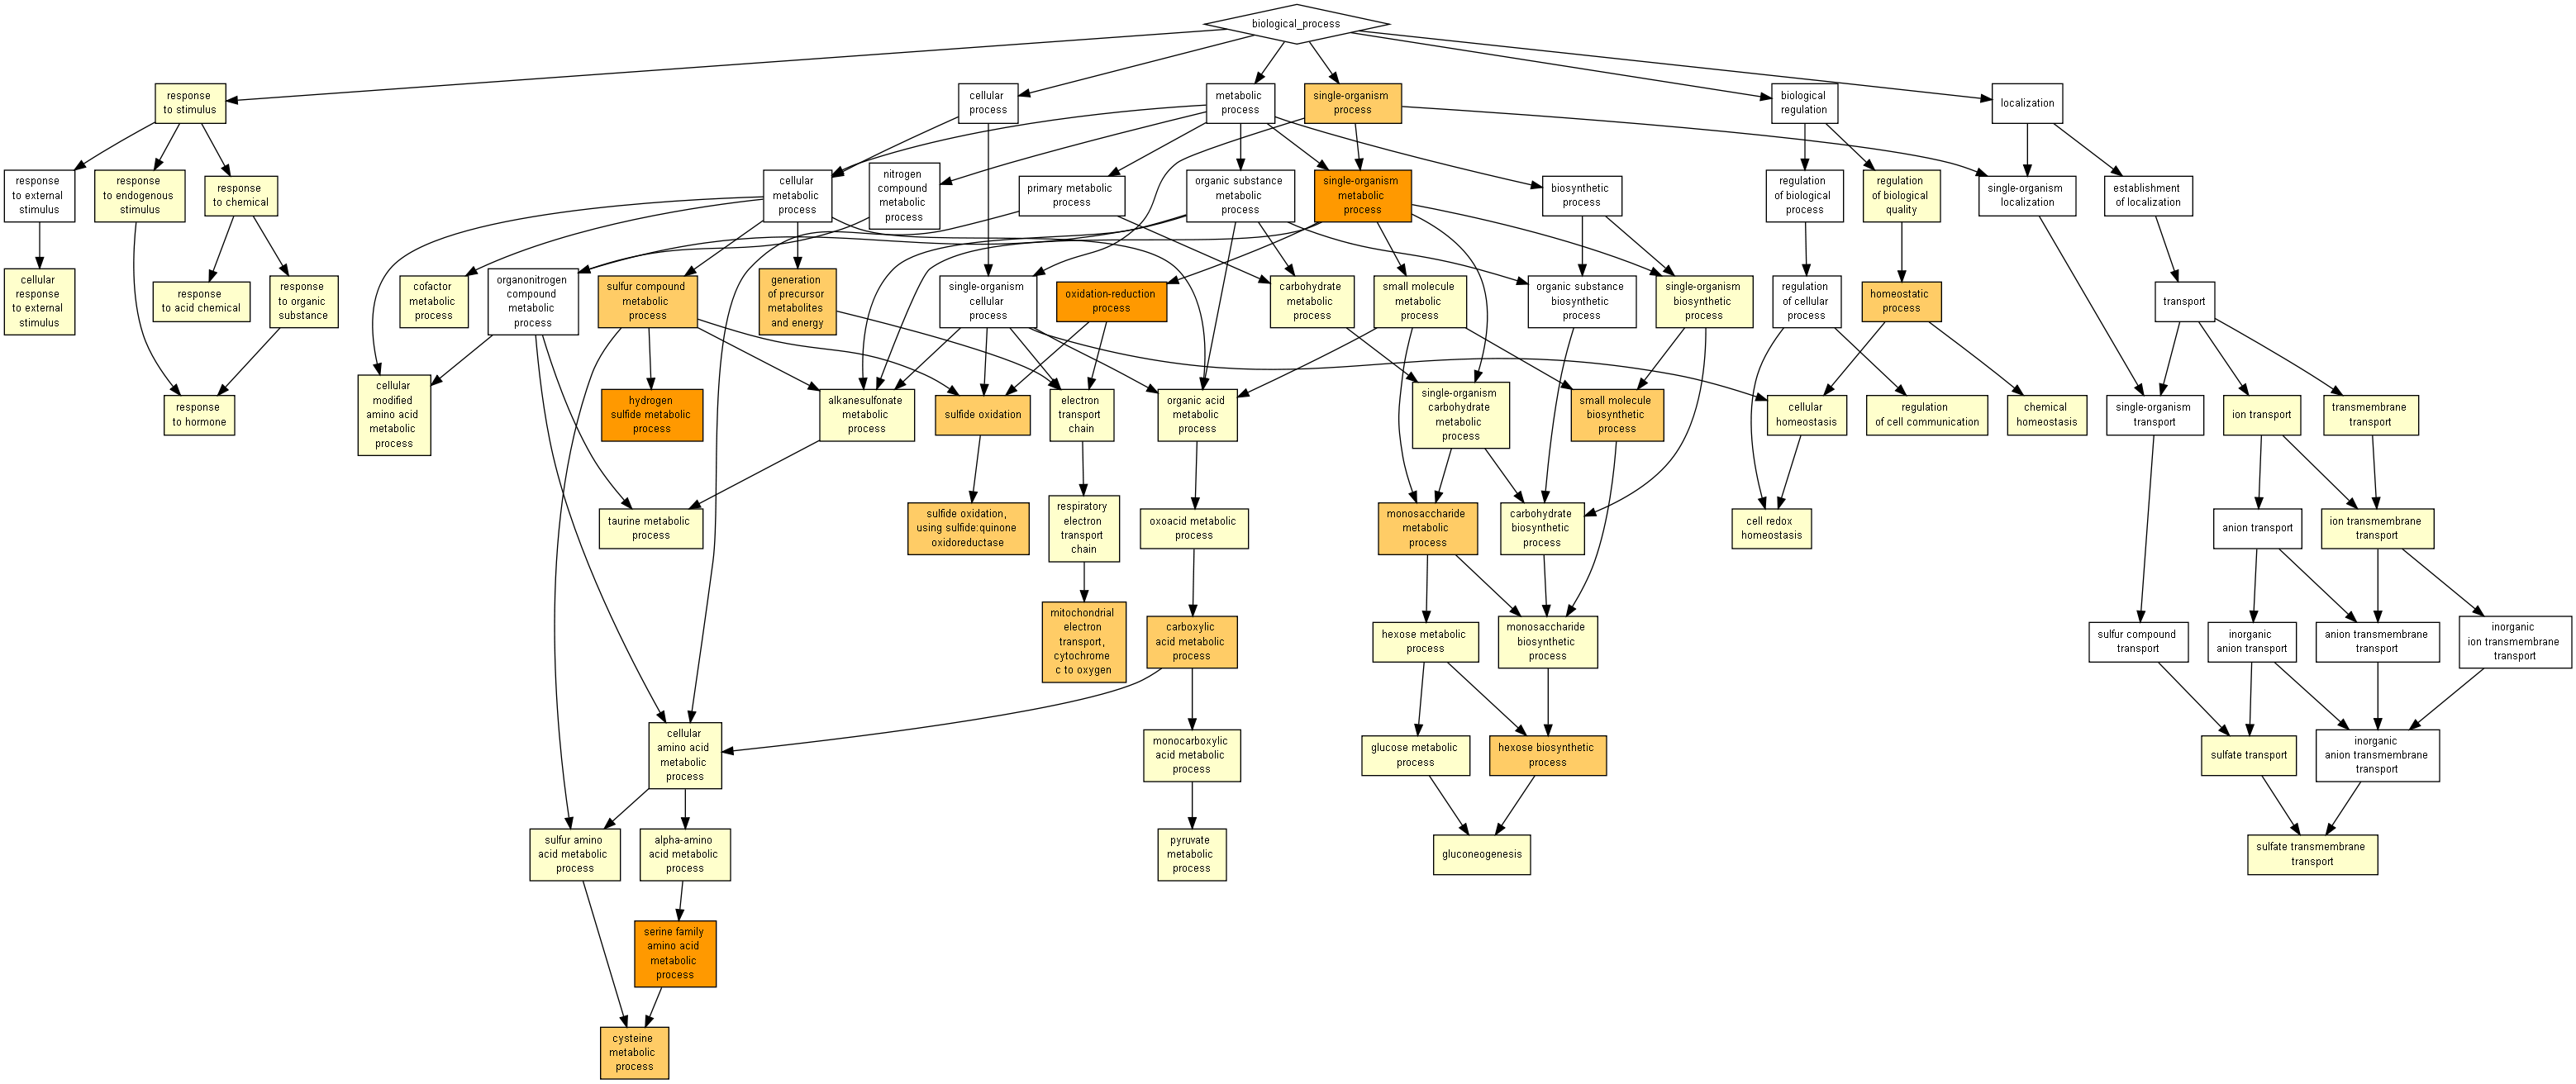 biological_process
response
to stimulus
cellular
process
metabolic
process
single-organism
process
biological
regulation
localization
response
to external
stimulus
response
to endogenous
stimulus
response
to chemical
cellular
metabolic
process
nitrogen
compound
metabolic
process
primary metabolic
process
organic substance
metabolic
process
single-organism
metabolic
process
biosynthetic
process
regulation
of biological
process
regulation
of biological
quality
single-organism
localization
establishment
of localization
cellular
response
to external
stimulus
response
to acid chemical
response
to organic
substance
cofactor
metabolic
process
organonitrogen
compound
metabolic
process
sulfur compound
metabolic
process
generation
of precursor
metabolites
and energy
single-organism
cellular
process
oxidation-reduction
process
carbohydrate
metabolic
process
small molecule
metabolic
process
organic substance
biosynthetic
process
single-organism
biosynthetic
process
regulation
of cellular
process
homeostatic
process
transport
response
to hormone
cellular
modified
amino acid
metabolic
process
hydrogen
sulfide metabolic
process
alkanesulfonate
metabolic
process
sulfide oxidation
electron
transport
chain
organic acid
metabolic
process
single-organism
carbohydrate
metabolic
process
small molecule
biosynthetic
process
cellular
homeostasis
regulation
of cell communication
chemical
homeostasis
single-organism
transport
ion transport
transmembrane
transport
taurine metabolic
process
sulfide oxidation,
using sulfide:quinone
oxidoreductase
respiratory
electron
transport
chain
oxoacid metabolic
process
monosaccharide
metabolic
process
carbohydrate
biosynthetic
process
cell redox
homeostasis
anion transport
ion transmembrane
transport
mitochondrial
electron
transport,
cytochrome
c to oxygen
carboxylic
acid metabolic
process
hexose metabolic
process
monosaccharide
biosynthetic
process
sulfur compound
transport
inorganic
anion transport
anion transmembrane
transport
inorganic
ion transmembrane
transport
cellular
amino acid
metabolic
process
monocarboxylic
acid metabolic
process
glucose metabolic
process
hexose biosynthetic
process
sulfate transport
inorganic
anion transmembrane
transport
sulfur amino
acid metabolic
process
alpha-amino
acid metabolic
process
pyruvate
metabolic
process
gluconeogenesis
sulfate transmembrane
transport
serine family
amino acid
metabolic
process
cysteine
metabolic
process